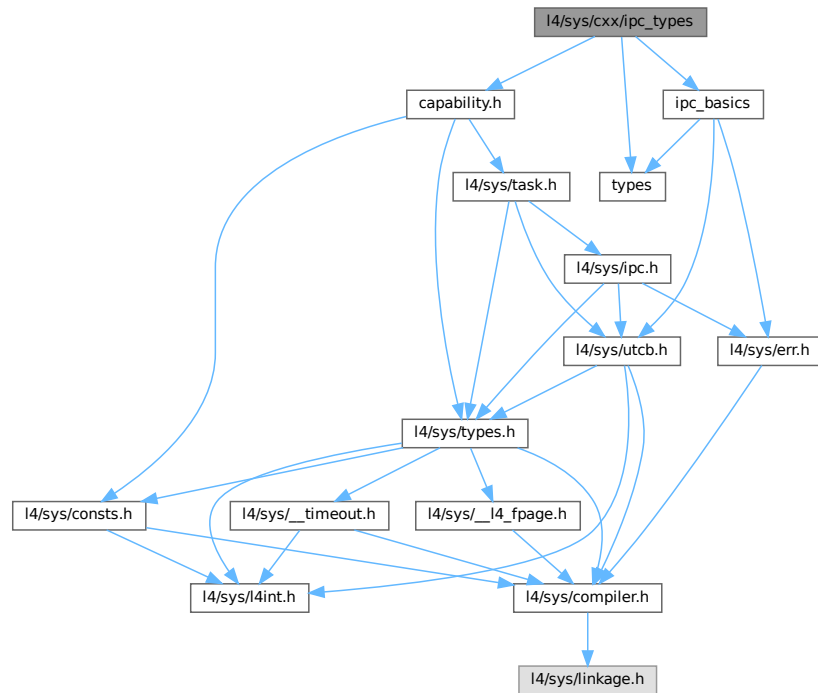 l4/sys/cxx/ipc_types
capability.h
ipc_basics
l4/sys/task.h
types
l4/sys/ipc.h
l4/sys/utcb.h
l4/sys/err.h
l4/sys/types.h
l4/sys/consts.h
l4/sys/__timeout.h
l4/sys/__l4_fpage.h
l4/sys/l4int.h
l4/sys/compiler.h
l4/sys/linkage.h